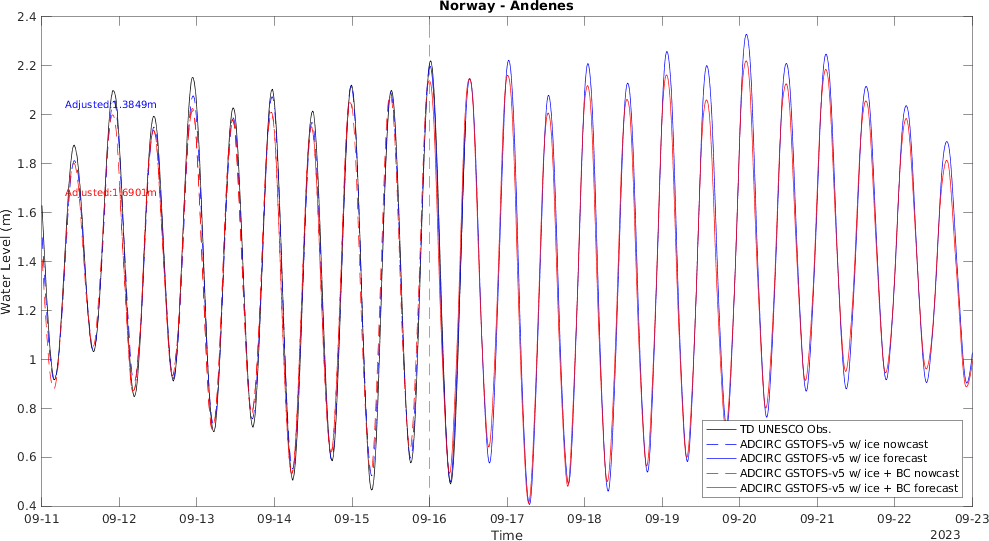 Norway - Andenes
2.4
2.2
2
1.8
1.6
1.4
1.2
1
0.8
0.6
0.4
Water Level (m)
Adjusted:1.3849m
Adjusted:1.6901m
TD UNESCO Obs.
ADCIRC GSTOFS-v5 w/ ice nowcast
ADCIRC GSTOFS-v5 w/ ice forecast
ADCIRC GSTOFS-v5 w/ ice + BC nowcast
ADCIRC GSTOFS-v5 w/ ice + BC forecast
09-11 09-12 09-13 09-14 09-15 09-16 09-17 09-18 09-19 09-20 09-21 09-22 09-23
Time
2023